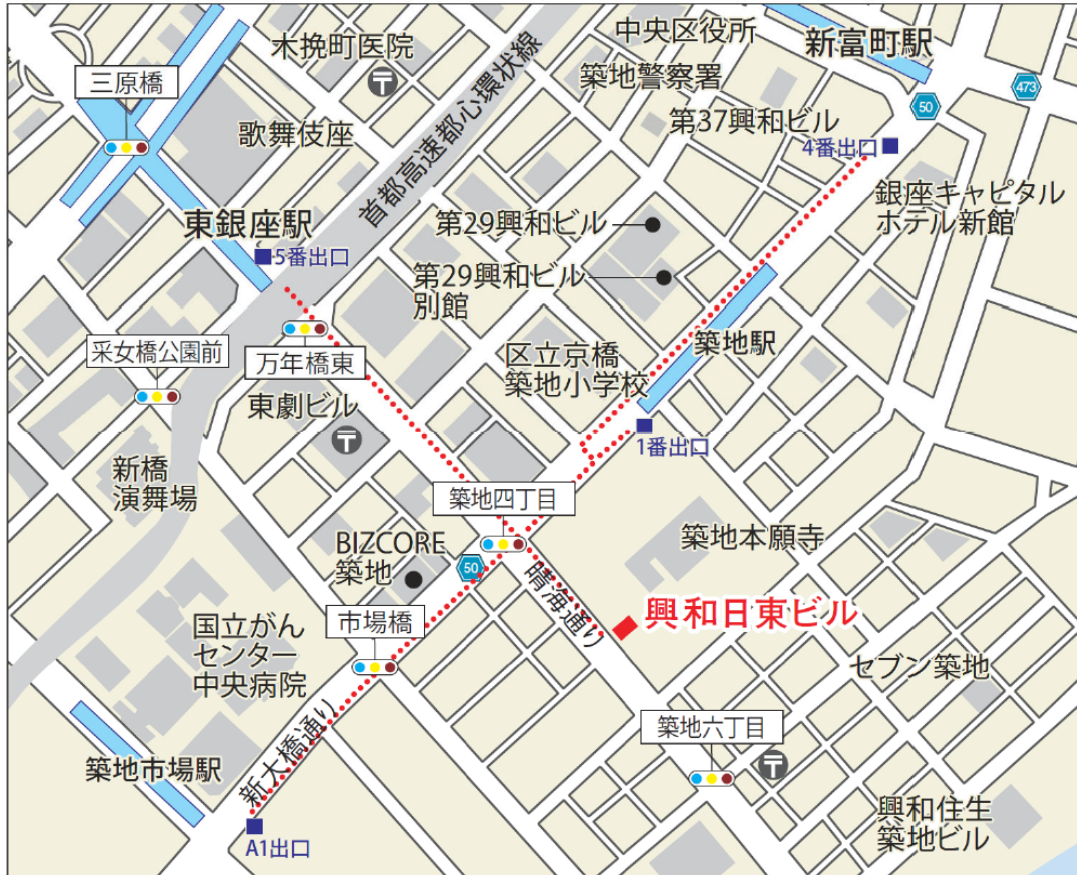 中央区役所
新富町駅
木挽町医院
三原橋
築地警察署
473
50
首都高速都心環状線
歌舞伎座
第37興和ビル
4番出口
銀座キャピタル
ホテル新館
東銀座駅
第29興和ビル
5番出口
第29興和ビル
別館
采女橋公園前
万年橋東
区立京橋
築地小学校
築地駅
東劇ビル
1番出口
新橋
演舞場
築地四丁目
築地本願寺
BIZCORE
築地
50
晴海通り
興和日東ビル
市場橋
国立がん
センター
中央病院
セブン築地
新大橋通り
築地六丁目
築地市場駅
興和住生
築地ビル
A1出口